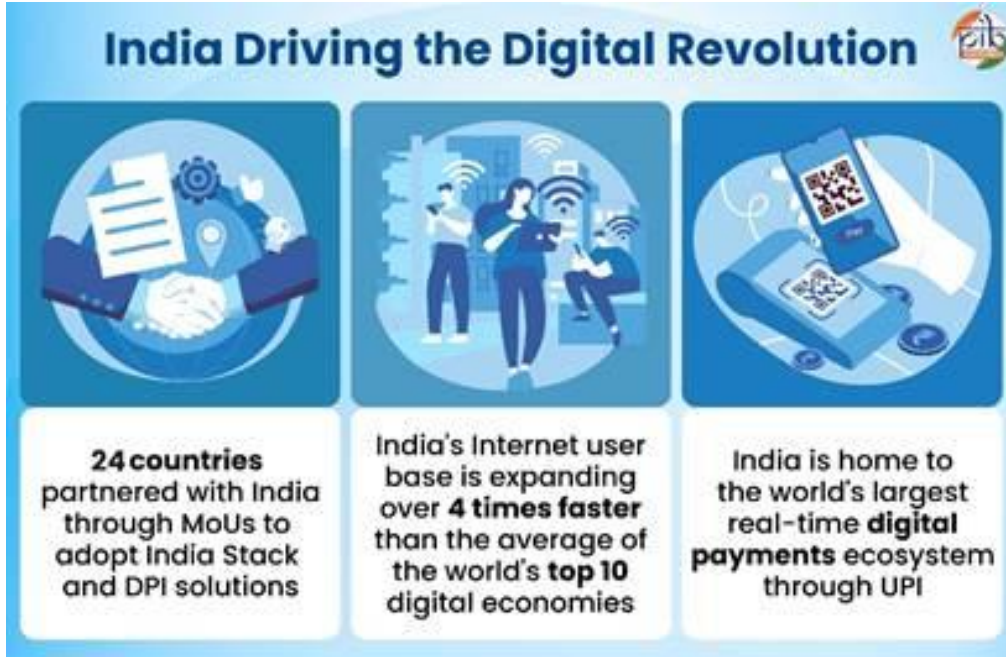 India Driving the Digital Revolution
pib
24 countries
partnered with India
through MoUs to
adopt India Stack
and DPI solutions
India's Internet user
base is expanding
over 4 times faster
than the average of
the world's top 10
digital economies
Pay
India is home to
the world's largest
real-time digital
payments ecosystem
through UPI